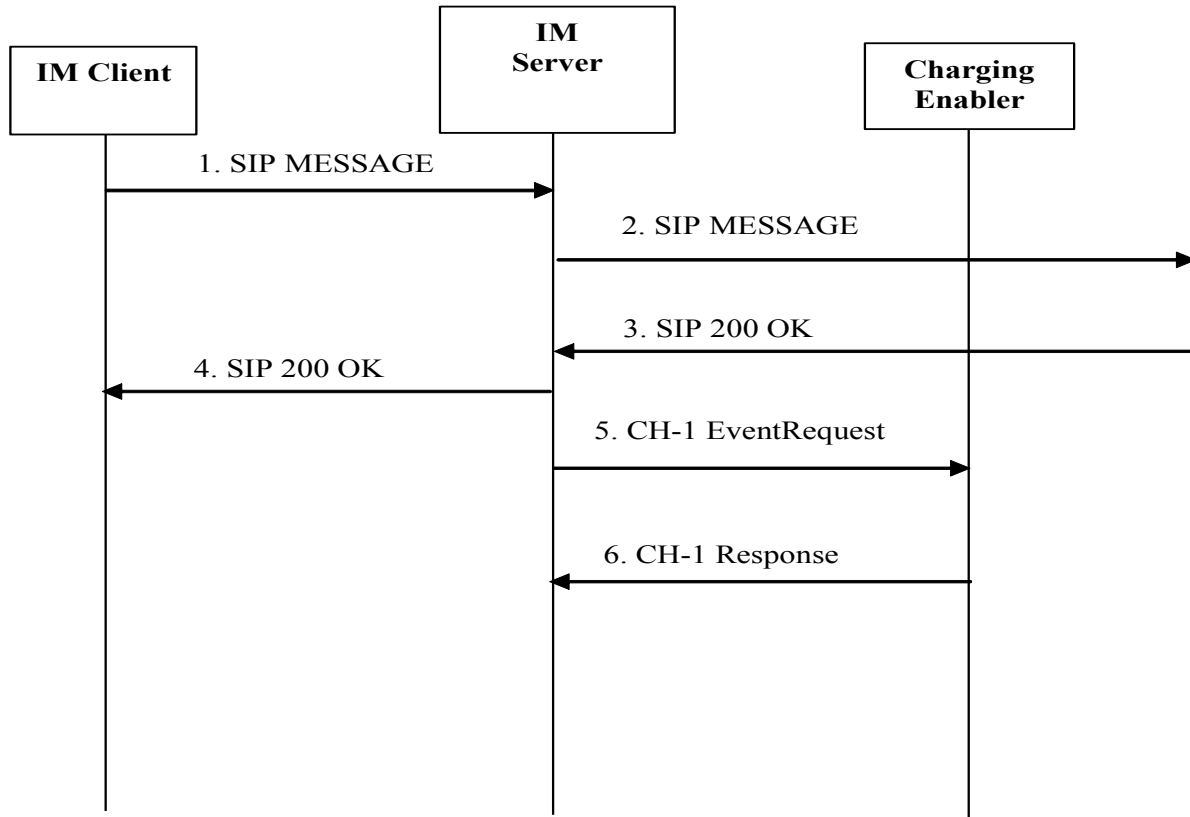 IM Client
IM
Server
Charging
Enabler
1. SIP MESSAGE
2. SIP MESSAGE
3. SIP 200 OK
4. SIP 200 OK
5. CH-1 EventRequest
6. CH-1 Response